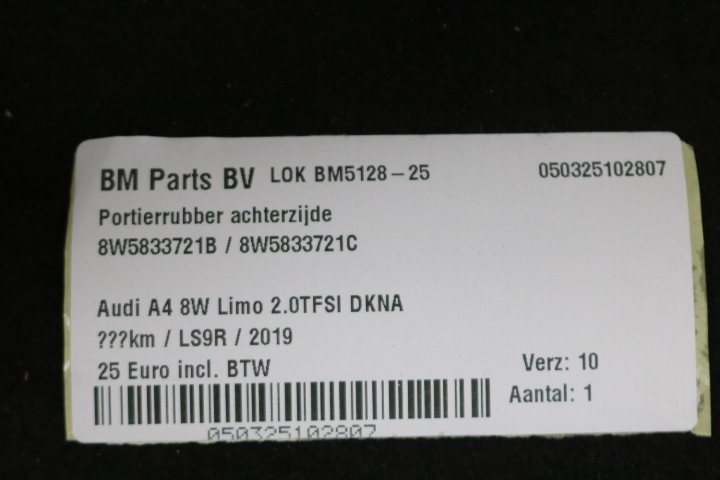 BM Parts BV LOK BM5128-25 050325102807
Portierrubber achterzijde
8W5833721B / 8W5833721C
Audi A4 8W Limo 2.0TFSI DKNA
???km / LS9R / 2019
25 Euro incl. BTW Verz: 10
Aantal: 1
050325102807